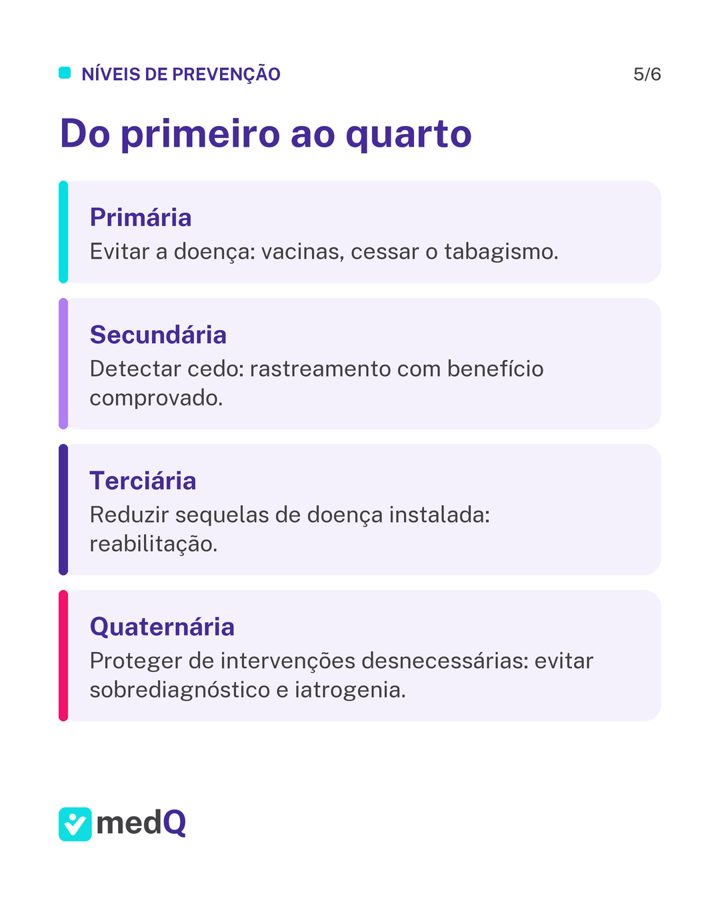 NÍVEIS DE PREVENÇÃO
5/6
Do primeiro ao quarto
Primária
Evitar a doença: vacinas, cessar o tabagismo.
Secundária
Detectar cedo: rastreamento com benefício
comprovado.
Terciária
Reduzir sequelas de doença instalada:
reabilitação.
Quaternária
Proteger de intervenções desnecessárias: evitar
sobrediagnóstico e iatrogenia.
medQ